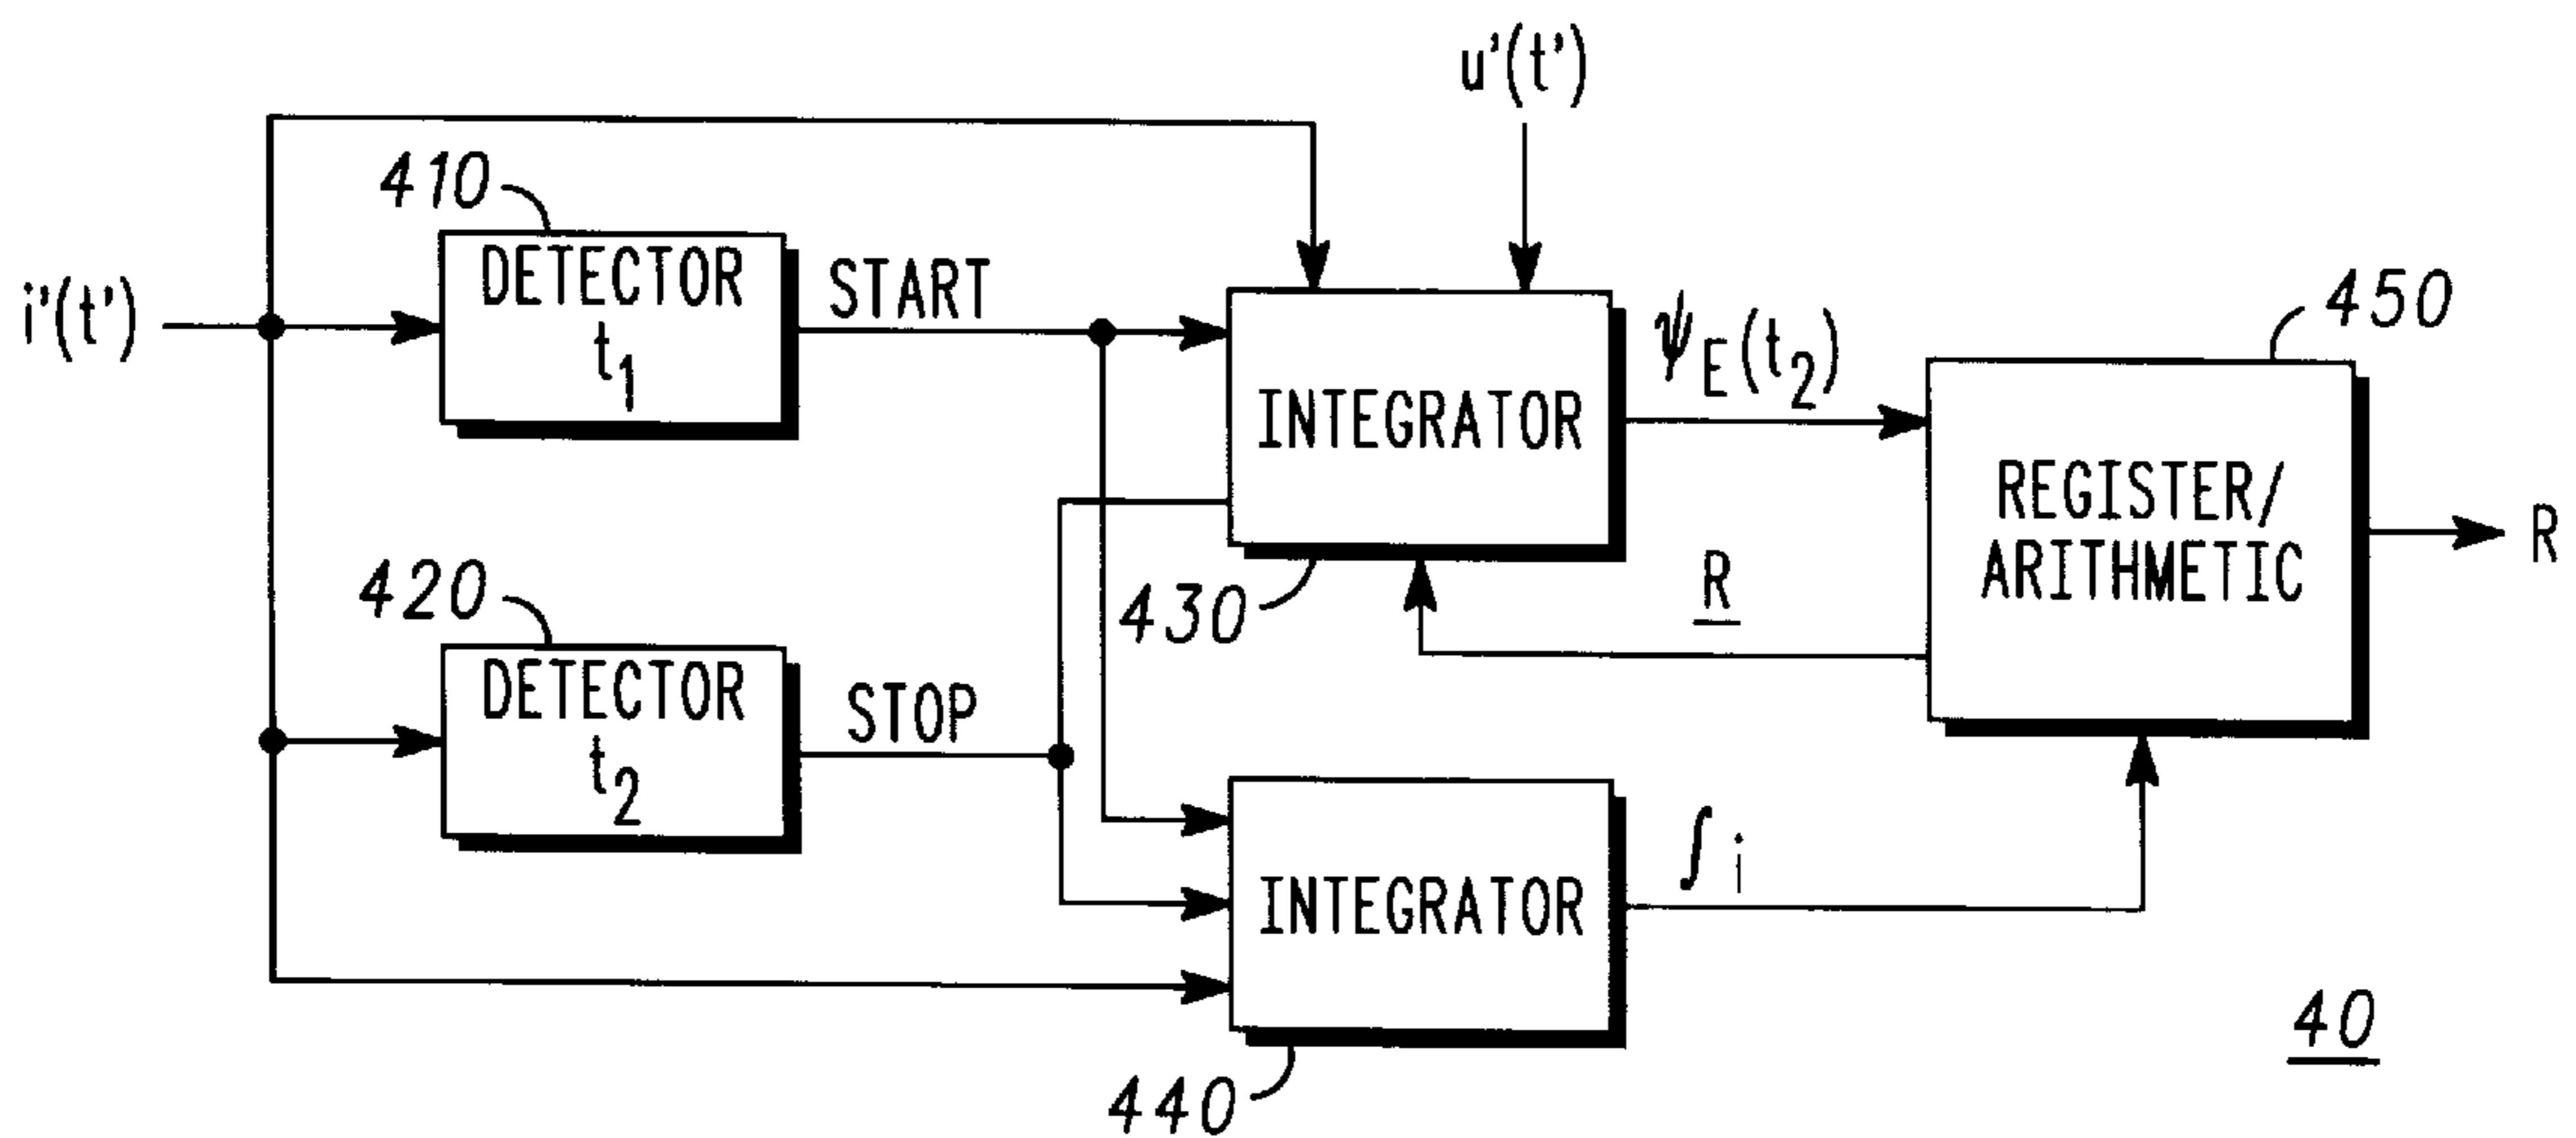 u'(t')
410
DETECTOR
t1
START
i'(t')
450
ψE(t2)
INTEGRATOR
REGISTER/
ARITHMETIC
R
R
420
430
DETECTOR
t2
STOP
∫i
INTEGRATOR
40
440